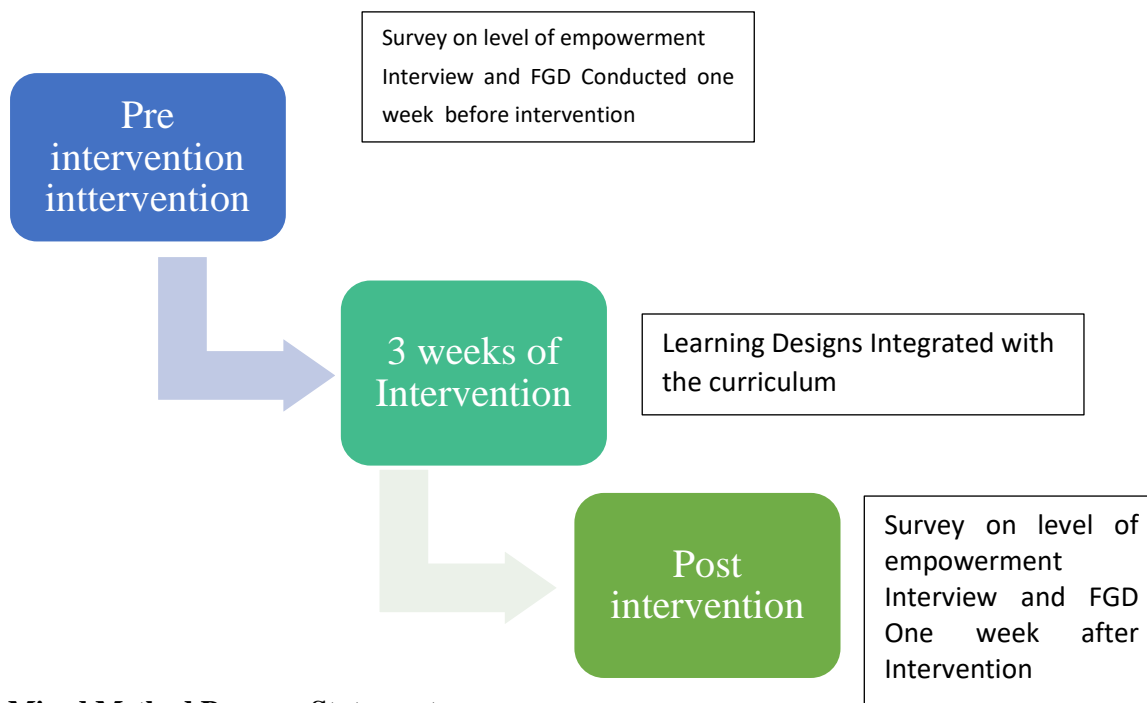 Survey on level of empowerment
Interview and FGD Conducted one
week before intervention
Pre
intervention
inttervention
3 weeks of
Intervention
Learning Designs Integrated with
the curriculum
Post
intervention
Survey on level of
empowerment
Interview and FGD
One week after
Intervention